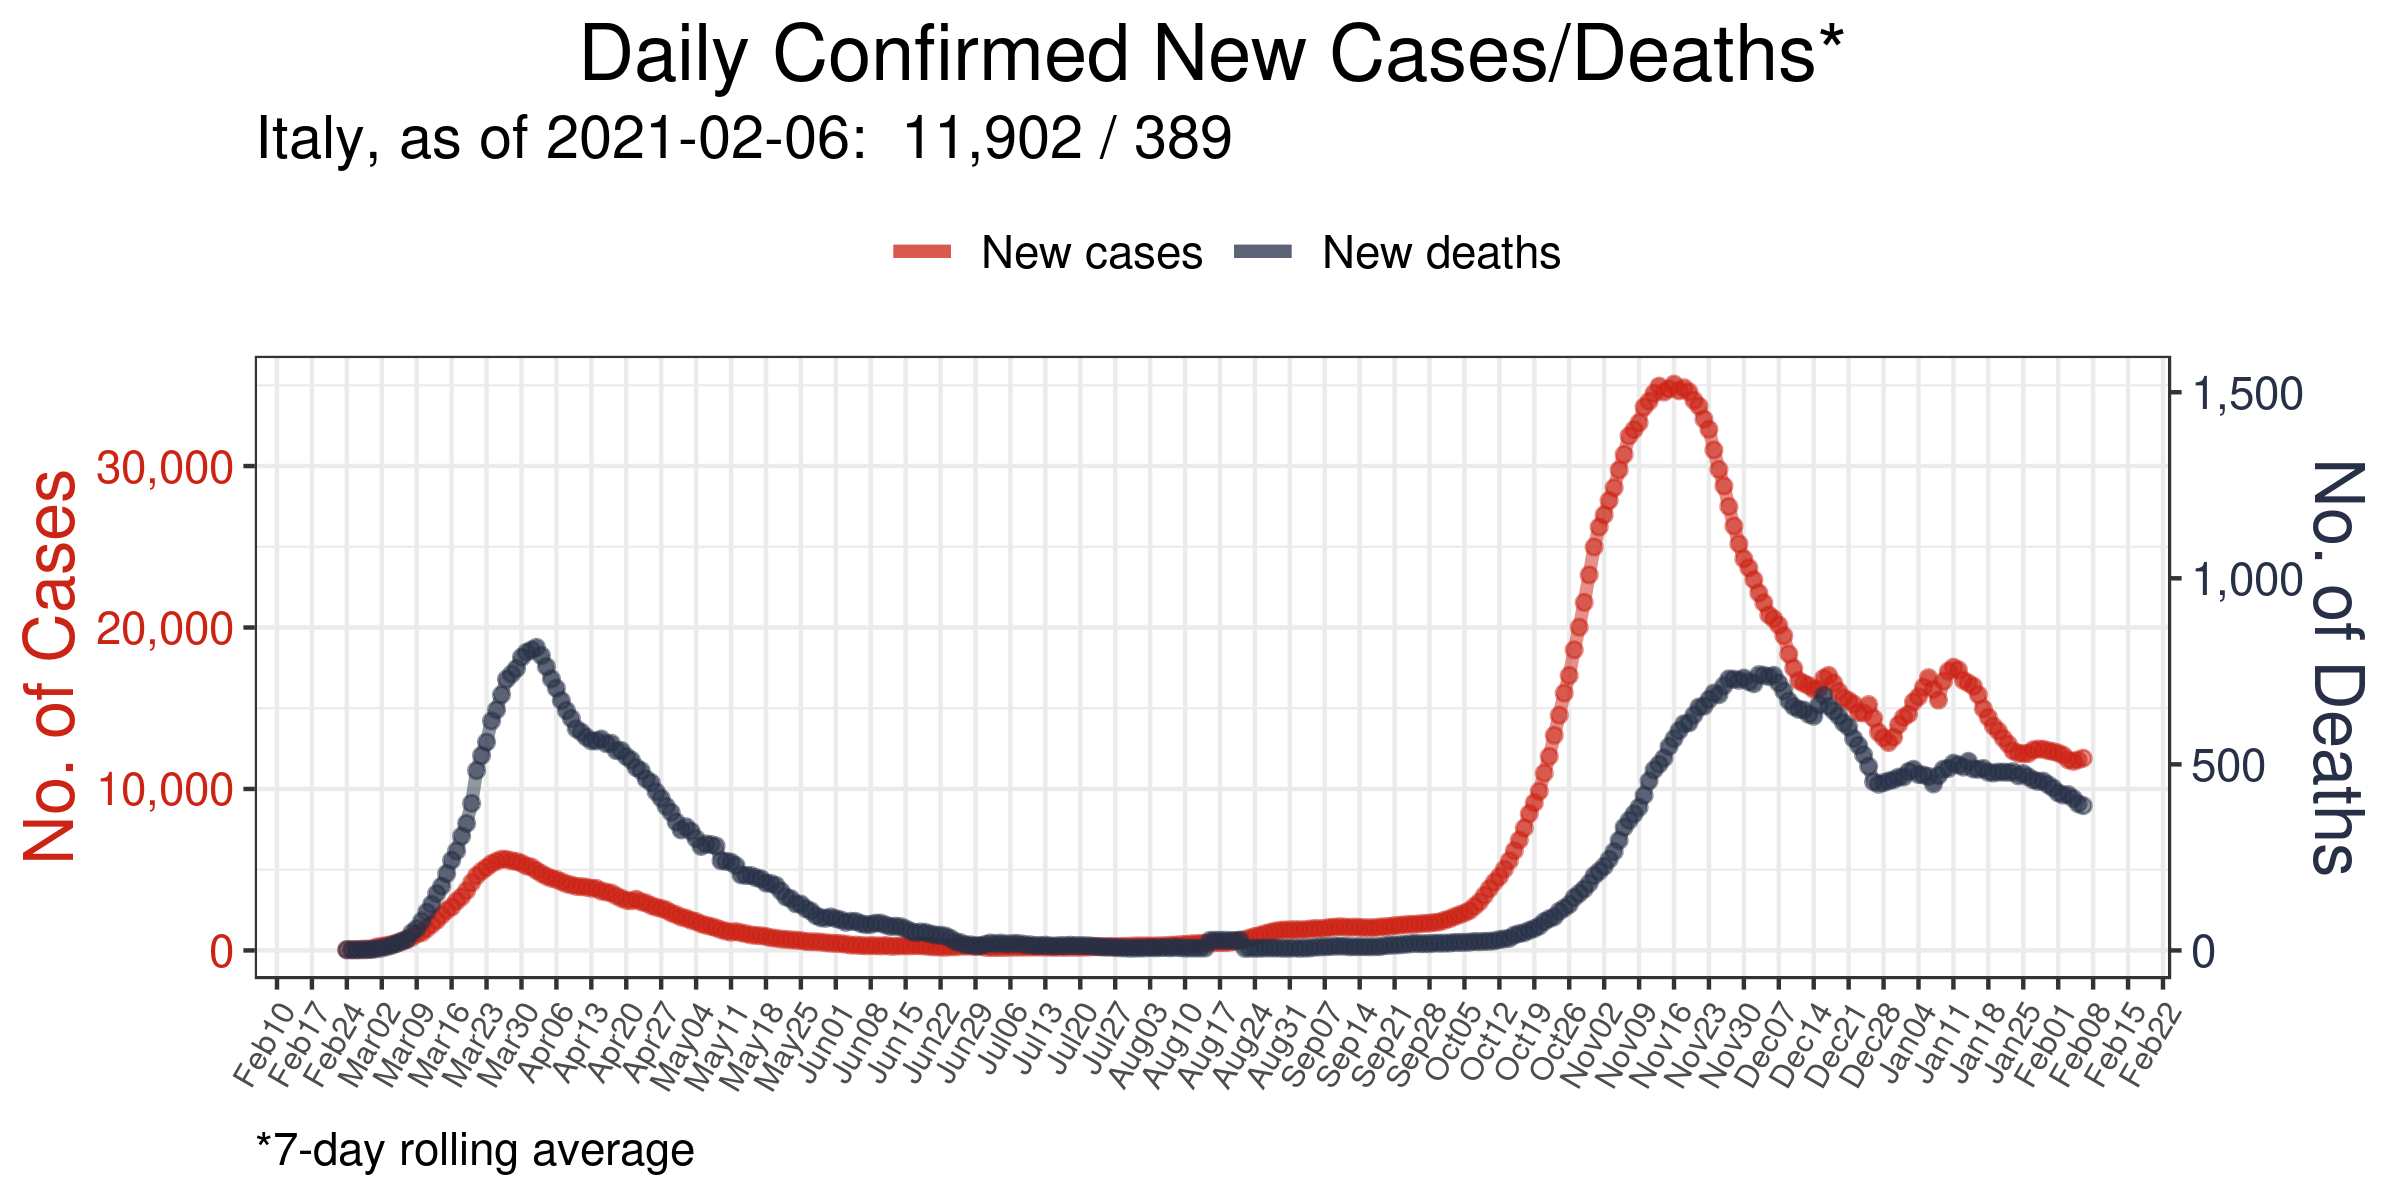 Daily Confirmed New Cases/Deaths*
Italy, as of 2021-02-06:  11,902 / 389
New cases
New deaths
No. of Cases
30,000
20,000
10,000
0
1,500
1,000
500
0
No. of Deaths
Feb10
Feb17
Feb24
Mar02
Mar09
Mar16
Mar23
Mar30
Apr06
Apr13
Apr20
Apr27
May04
May11
May18
May25
Jun01
Jun08
Jun15
Jun22
Jun29
Jul06
Jul13
Jul20
Jul27
Aug03
Aug10
Aug17
Aug24
Aug31
Sep07
Sep14
Sep21
Sep28
Oct05
Oct12
Oct19
Oct26
Nov02
Nov09
Nov16
Nov23
Nov30
Dec07
Dec14
Dec21
Dec28
Jan04
Jan11
Jan18
Jan25
Feb01
Feb08
Feb15
Feb22
*7-day rolling average